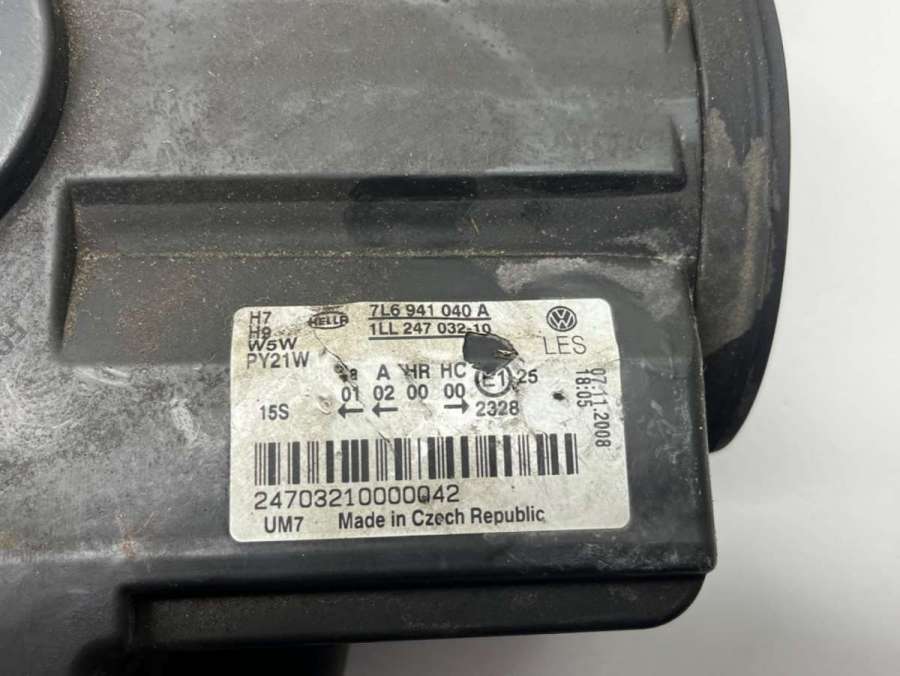 H7
H9
W5W
PY21W
HELLA
7L6 941 040 A
1LL 247 032-10
LES
A HR HC E1 25
01 02 00 00
15S ← ← → 2328
07.11.2008
18:05
24703210000Q42
UM7 Made in Czech Republic